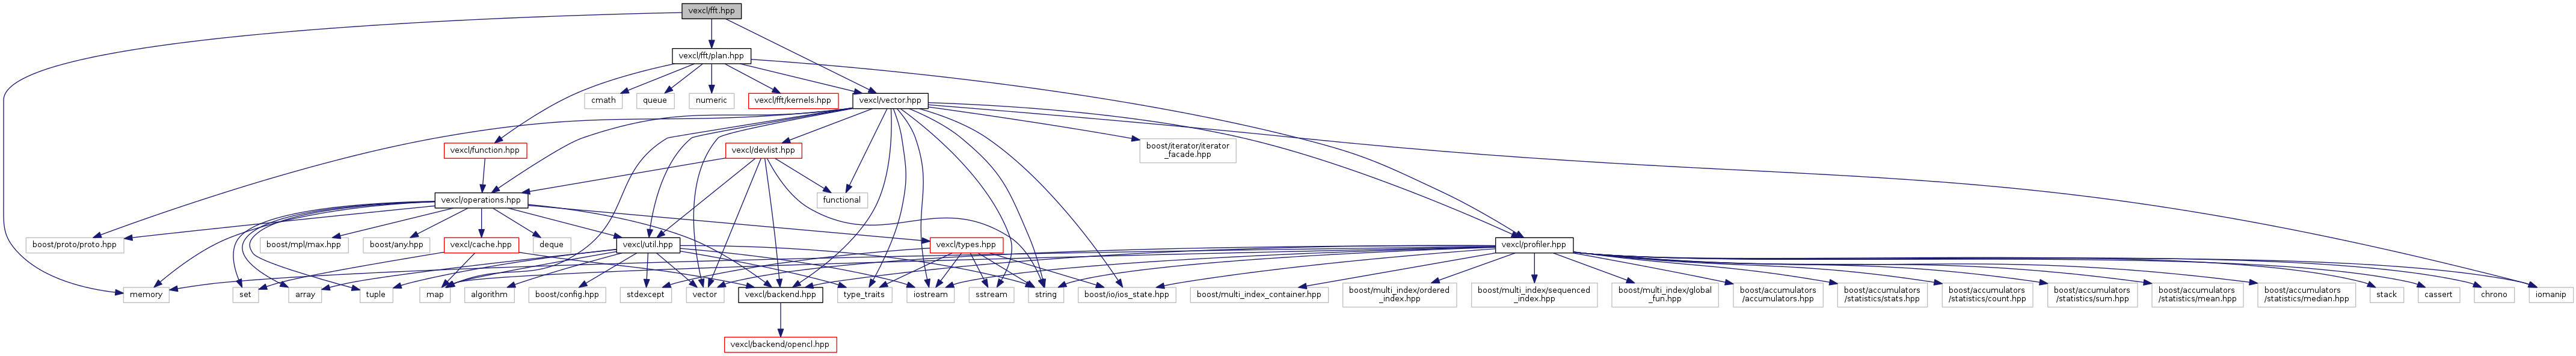 vexcl/fft.hpp
vexcl/fft/plan.hpp
cmath
queue
numeric
vexcl/fft/kernels.hpp
vexcl/vector.hpp
vexcl/function.hpp
vexcl/devlist.hpp
boost/iterator/iterator
_facade.hpp
vexcl/operations.hpp
functional
boost/proto/proto.hpp
boost/mpl/max.hpp
boost/any.hpp
vexcl/cache.hpp
deque
vexcl/util.hpp
vexcl/types.hpp
vexcl/profiler.hpp
memory
set
array
tuple
map
algorithm
boost/config.hpp
stdexcept
vector
vexcl/backend.hpp
type_traits
iostream
sstream
string
boost/io/ios_state.hpp
boost/multi_index_container.hpp
boost/multi_index/ordered
_index.hpp
boost/multi_index/sequenced
_index.hpp
boost/multi_index/global
_fun.hpp
boost/accumulators
/accumulators.hpp
boost/accumulators
/statistics/stats.hpp
boost/accumulators
/statistics/count.hpp
boost/accumulators
/statistics/sum.hpp
boost/accumulators
/statistics/mean.hpp
boost/accumulators
/statistics/median.hpp
stack
cassert
chrono
iomanip
vexcl/backend/opencl.hpp